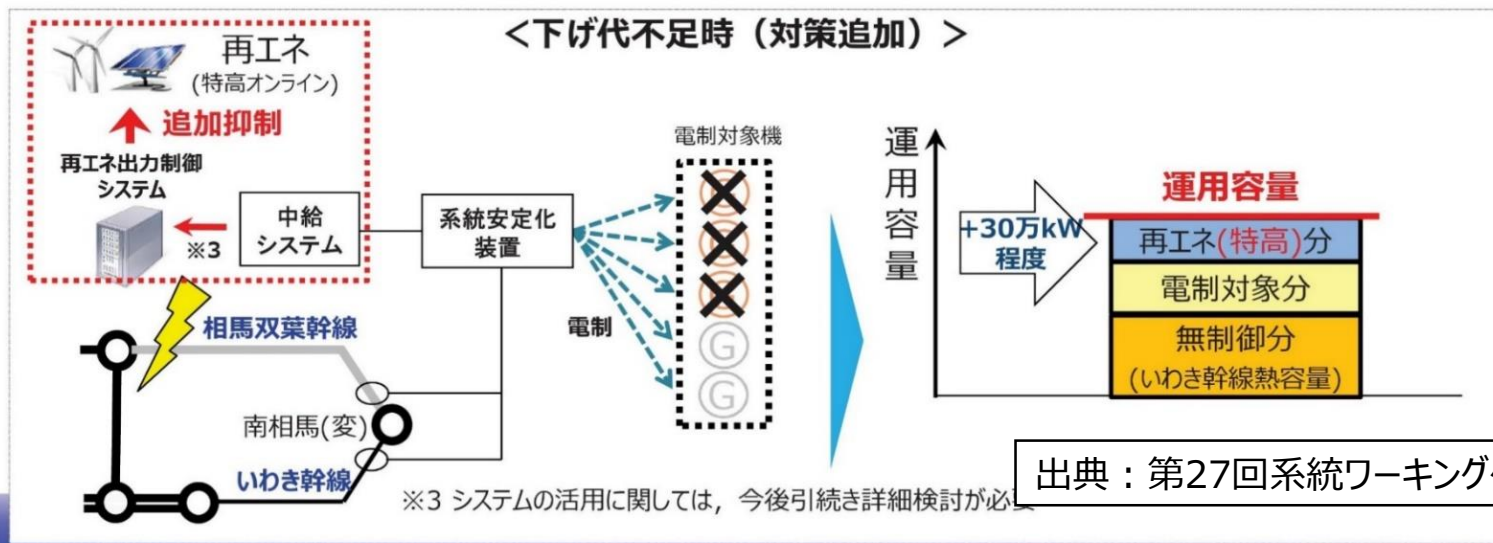 <下げ代不足時（対策追加）>
再エネ
(特高オンライン)
追加抑制
再エネ出力制御
システム
※3
中給
システム
系統安定化
装置
電制対象機
G
G
G
G
G
電制
相馬双葉幹線
南相馬(変)
いわき幹線
運用容量
+30万kW
程度
運用容量
再エネ(特高)分
電制対象分
無制御分
(いわき幹線熱容量)
※3 システムの活用に関しては，今後引続き詳細検討が必要
出典：第27回系統ワーキング